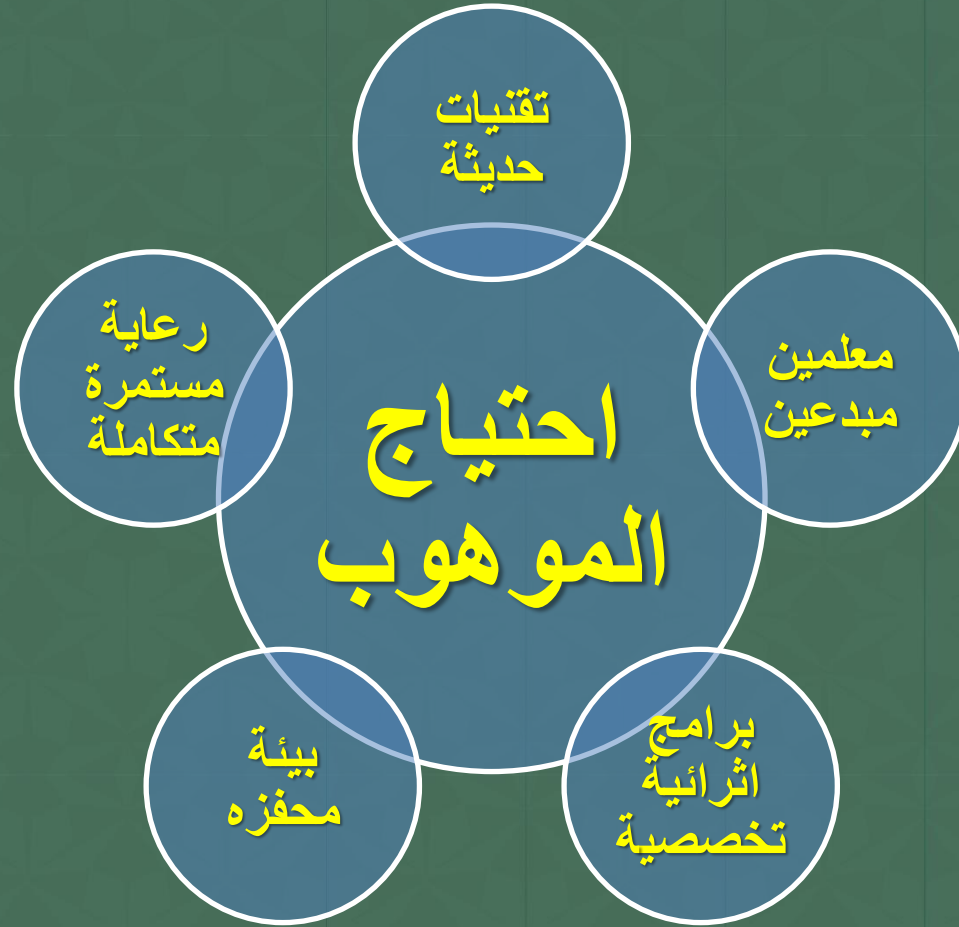 تقنيات
حديثة
معلمين
مبدعين
برامج
اثرائية
تخصصية
بيئة
محفزه
رعاية
مستمرة
متكاملة
احتياج
الموهوب